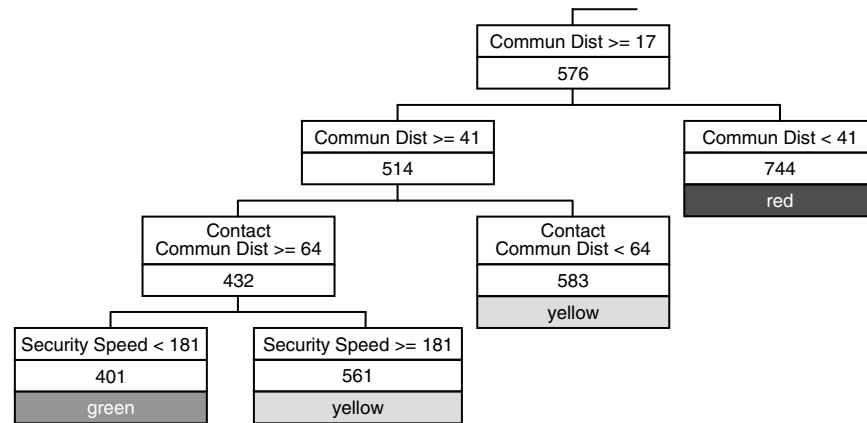 Commun Dist >= 17
576
Commun Dist >= 41
514
Commun Dist < 41
744
red
Contact
Commun Dist >= 64
432
Contact
Commun Dist < 64
583
yellow
Security Speed < 181
401
green
Security Speed >= 181
561
yellow